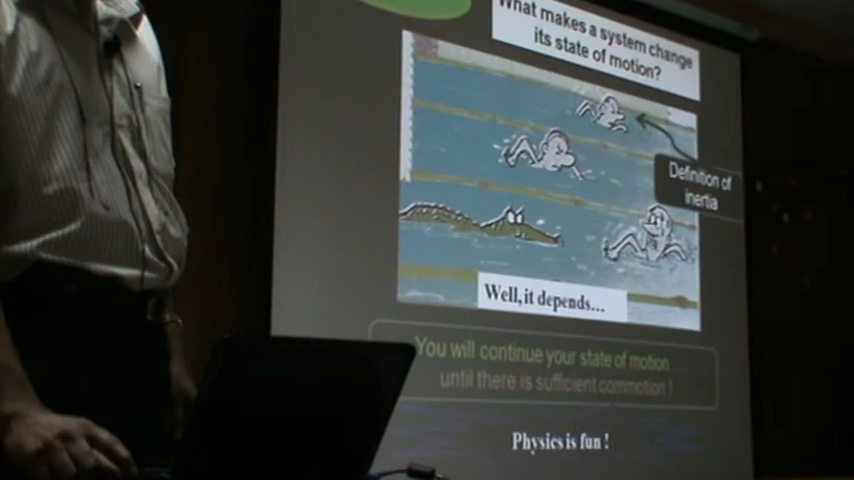 What makes a system change
its state of motion?
Definition of
inertia
Well, it depends...
You will continue your state of motion
until there is sufficient commotion !
Physics is fun !